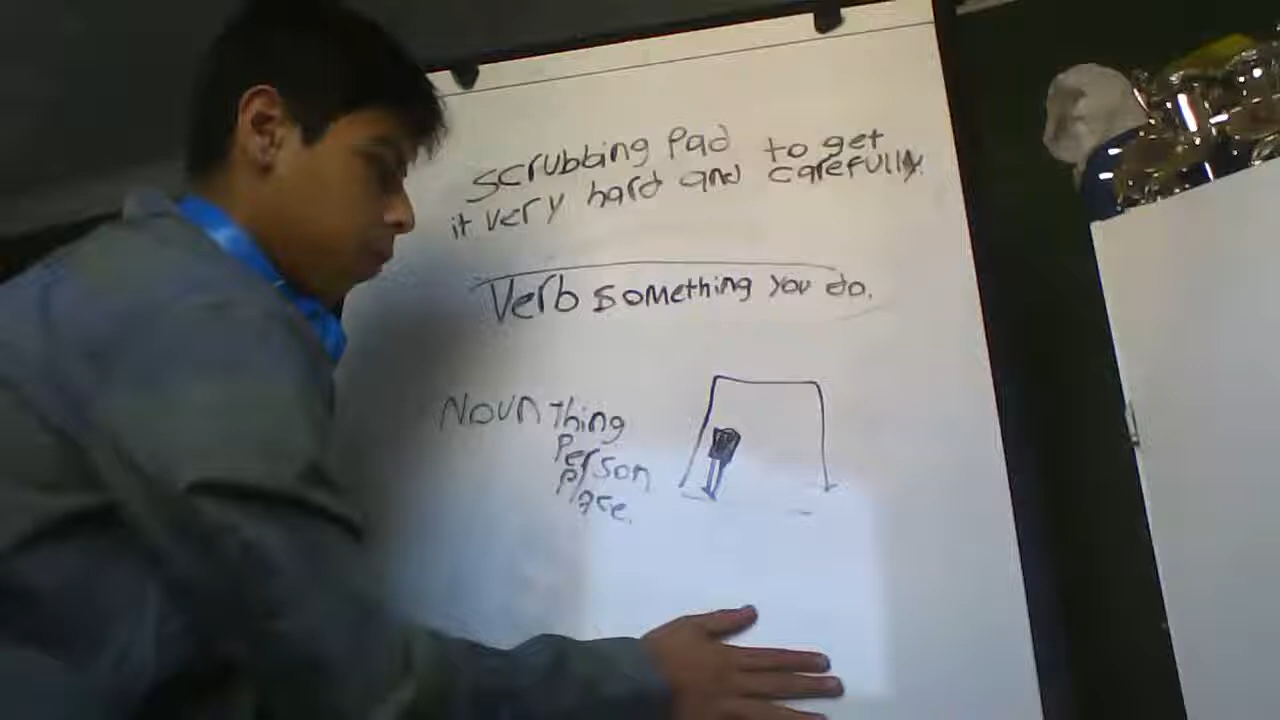 scrubbing Pad to get
it very hard and carefully.
Verb something you do.
Noun Thing
Person
Place.